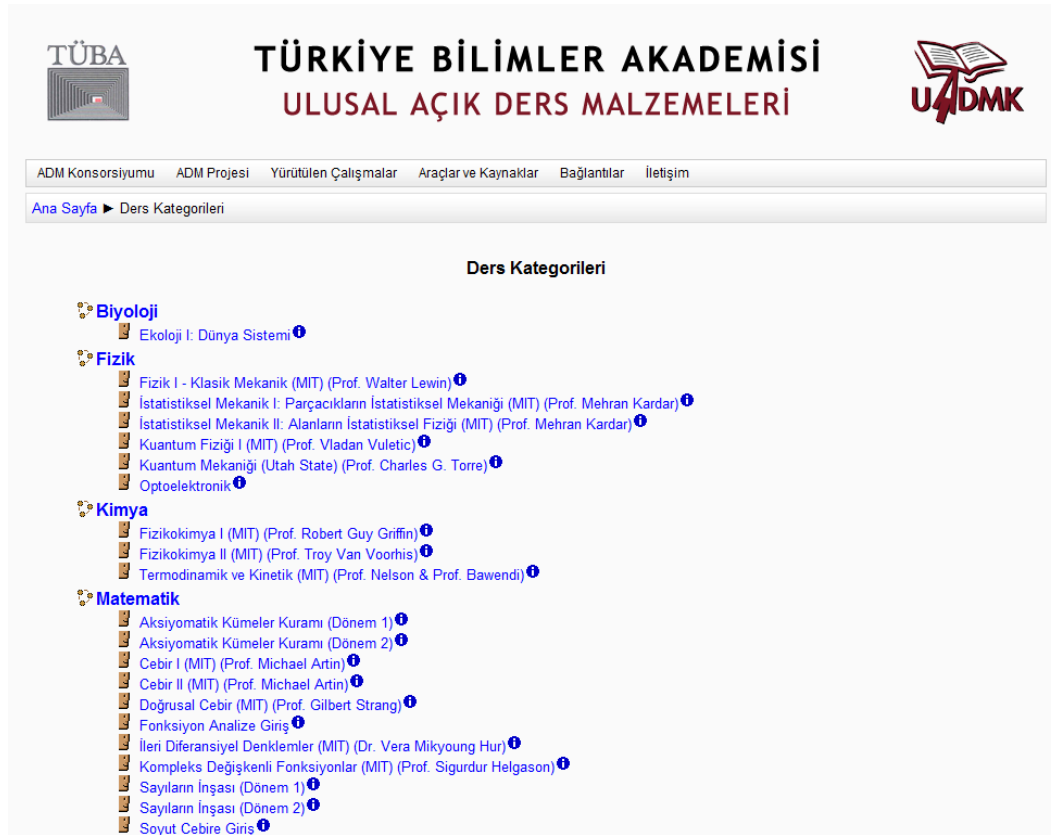 TÜBA
TÜRKİYE BİLİMLER AKADEMİSİ
ULUSAL AÇIK DERS MALZEMELERİ
UADMK
ADM Konsorsiyumu ADM Projesi Yürütülen Çalışmalar Araçlar ve Kaynaklar Bağlantılar İletişim
Ana Sayfa ► Ders Kategorileri
Ders Kategorileri
Biyoloji
Ekoloji I: Dünya Sistemi
Fizik
Fizik I - Klasik Mekanik (MIT) (Prof. Walter Lewin)
İstatistiksel Mekanik I: Parçacıkların İstatistiksel Mekaniği (MIT) (Prof. Mehran Kardar)
İstatistiksel Mekanik II: Alanların İstatistiksel Fiziği (MIT) (Prof. Mehran Kardar)
Kuantum Fiziği I (MIT) (Prof. Vladan Vuletic)
Kuantum Mekaniği (Utah State) (Prof. Charles G. Torre)
Optoelektronik
Kimya
Fizikokimya I (MIT) (Prof. Robert Guy Griffin)
Fizikokimya II (MIT) (Prof. Troy Van Voorhis)
Termodinamik ve Kinetik (MIT) (Prof. Nelson & Prof. Bawendi)
Matematik
Aksiyomatik Kümeler Kuramı (Dönem 1)
Aksiyomatik Kümeler Kuramı (Dönem 2)
Cebir I (MIT) (Prof. Michael Artin)
Cebir II (MIT) (Prof. Michael Artin)
Doğrusal Cebir (MIT) (Prof. Gilbert Strang)
Fonksiyon Analize Giriş
İleri Diferansiyel Denklemler (MIT) (Dr. Vera Mikyoung Hur)
Kompleks Değişkenli Fonksiyonlar (MIT) (Prof. Sigurdur Helgason)
Sayıların İnşası (Dönem 1)
Sayıların İnşası (Dönem 2)
Soyut Cebire Giriş